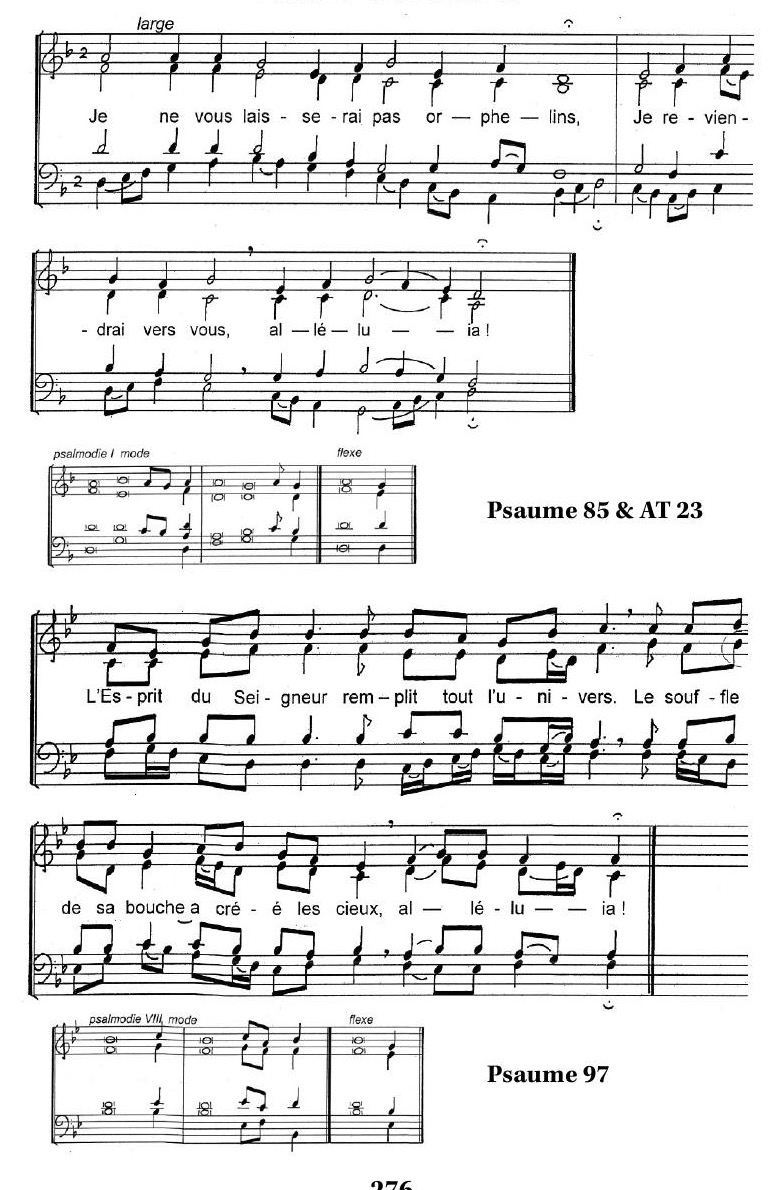 large
Je ne vous lais - se - rai pas or — phe — lins, Je re - vien -
- drai vers vous, al — lé — lu — — ia !
psalmodie I mode flexe
Psaume 85 & AT 23
L'Es - prit du Sei - gneur rem – plit tout l'u - ni - vers. Le souf - fle
de sa bouche a cré - é les cieux, al — lé - lu — — ia !
psalmodie VIII mode flexe
Psaume 97
276